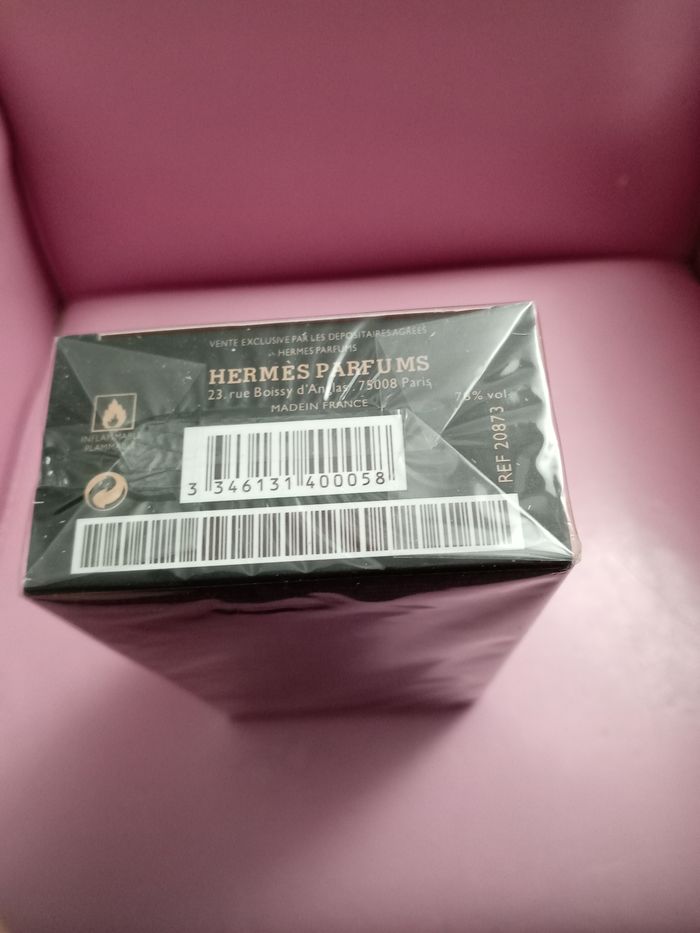 VENTE EXCLUSIVE PAR LES DEPOSITAIRES AGREES
HERMES PARFUMS
HERMÈS PARFUMS
23, rue Boissy d'Anglas, 75008 Paris
MADE IN FRANCE
% vol
INFLAMMABLE
REF 20873
3 346131 400058